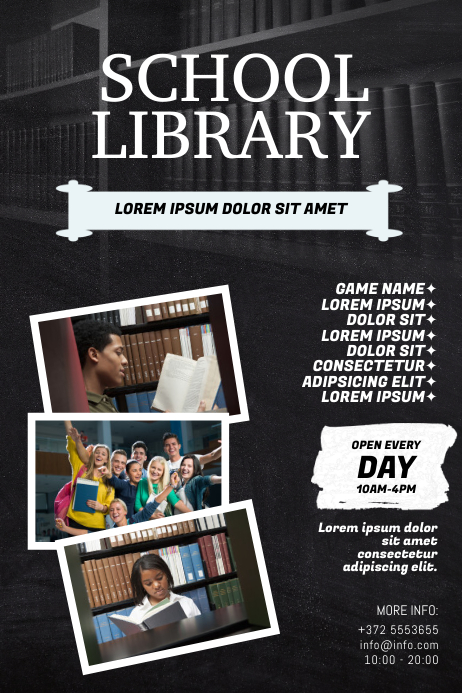 SCHOOL
LIBRARY
LOREM IPSUM DOLOR SIT AMET
GAME NAME✦
LOREM IPSUM✦
DOLOR SIT✦
LOREM IPSUM✦
DOLOR SIT✦
CONSECTETUR✦
ADIPSICING ELIT✦
LOREM IPSUM✦
OPEN EVERY
DAY
10AM-4PM
Lorem ipsum dolor
sit amet
consectetur
adipiscing elit.
MORE INFO:
+372 5553655
info@info.com
10:00 - 20:00